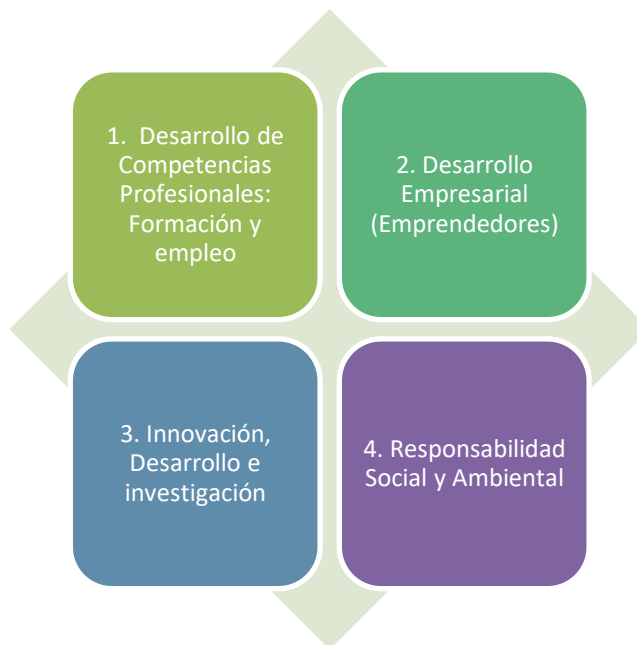 1. Desarrollo de
Competencias
Profesionales:
Formación y
empleo
2. Desarrollo
Empresarial
(Emprendedores)
3. Innovación,
Desarrollo e
investigación
4. Responsabilidad
Social y Ambiental